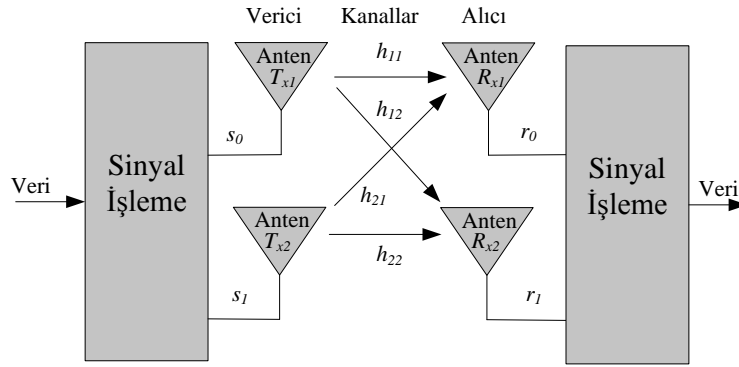 Verici Kanallar Alıcı
Anten
Tx1
h11
Anten
Rx1
h12
s0
r0
Veri
Sinyal
İşleme
Sinyal
İşleme
Veri
h21
Anten
Tx2
Anten
Rx2
h22
s1
r1